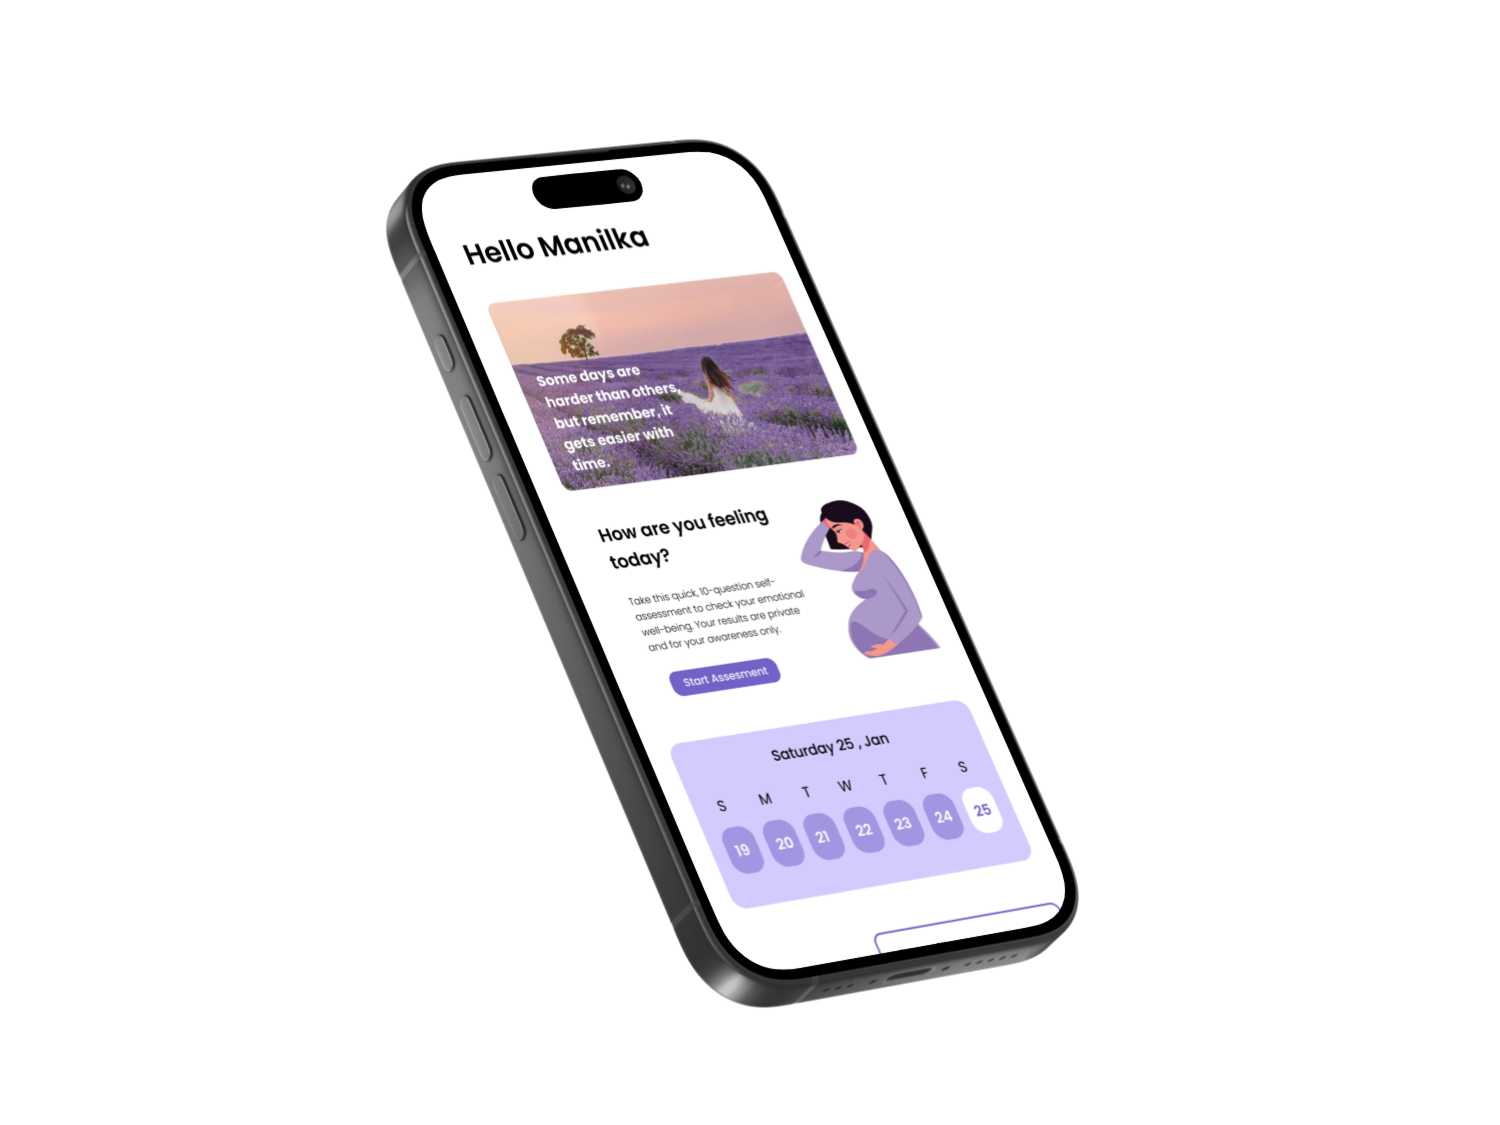 Hello Manilka
Some days are
harder than others,
but remember, it
gets easier with
time.
How are you feeling
today?
Take this quick, 10-question self-
assessment to check your emotional
well-being. Your results are private
and for your awareness only.
Start Assesment
Saturday 25 , Jan
S M T W T F S
19 20 21 22 23 24 25